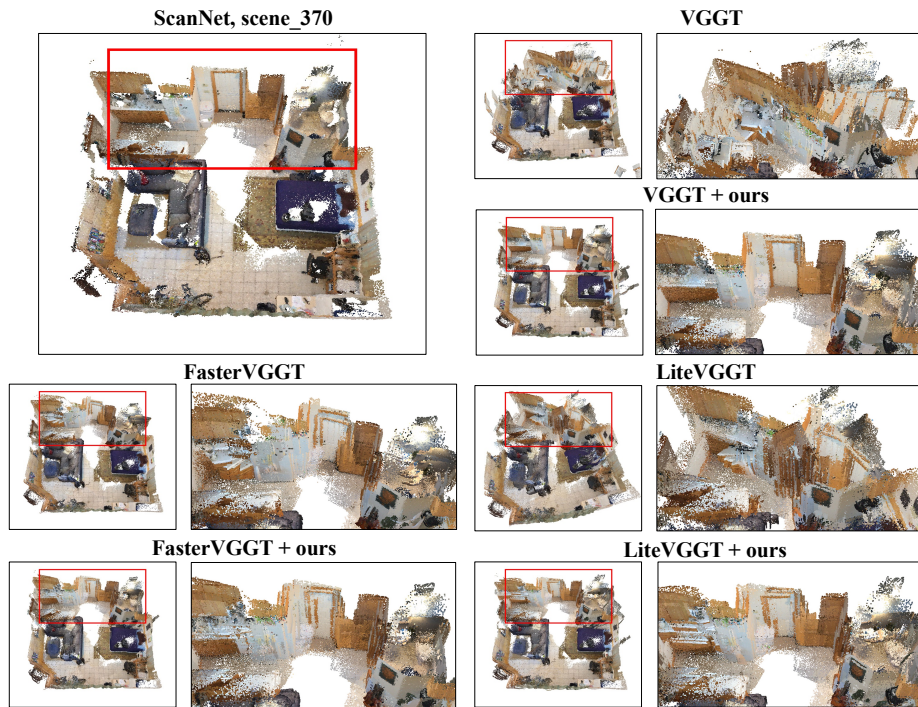 ScanNet, scene_370
VGGT
VGGT + ours
FasterVGGT
LiteVGGT
FasterVGGT + ours
LiteVGGT + ours